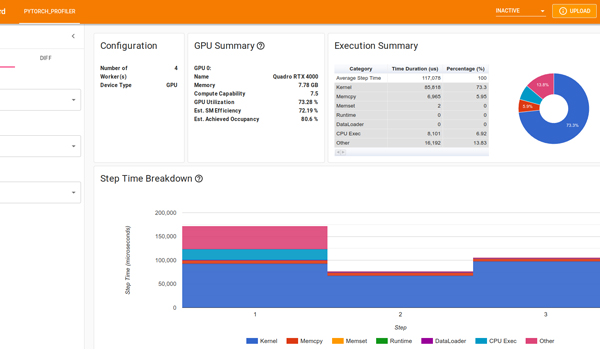 rd PYTORCH_PROFILER INACTIVE UPLOAD
DIFF
Configuration
Number of Worker(s) 4
Device Type GPU
GPU Summary
GPU 0:
Name Quadro RTX 4000
Memory 7.78 GB
Compute Capability 7.5
GPU Utilization 73.28 %
Est. SM Efficiency 72.19 %
Est. Achieved Occupancy 80.6 %
Execution Summary
Category Time Duration (us) Percentage (%)
Average Step Time 117,078 100
Kernel 85,818 73.3
Memcpy 6,965 5.95
Memset 2 0
Runtime 0 0
DataLoader 0 0
CPU Exec 8,101 6.92
Other 16,192 13.83
13.8%
5.9%
73.3%
Step Time Breakdown
Step Time (microseconds)
200,000
150,000
100,000
50,000
0
1 2 3
Step
Kernel Memcpy Memset Runtime DataLoader CPU Exec Other